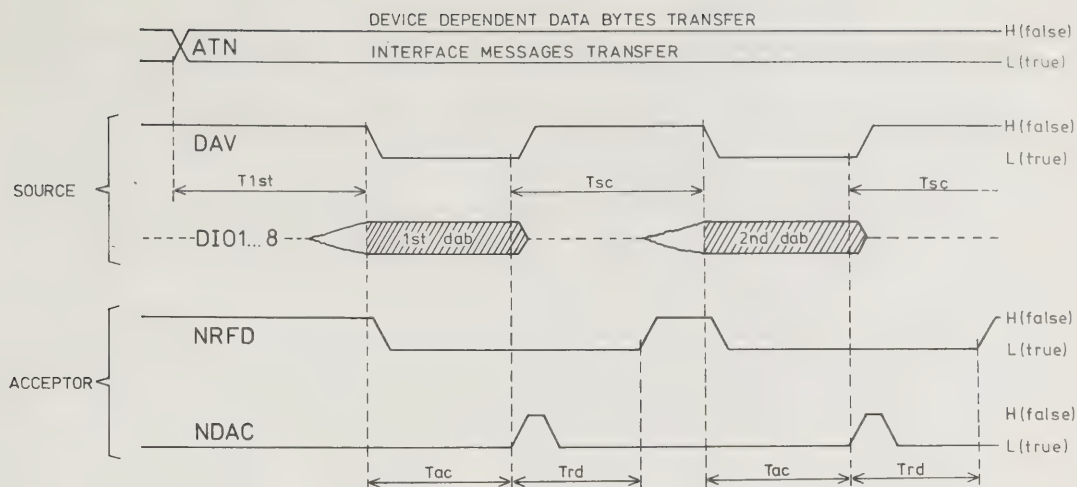 DEVICE DEPENDENT DATA BYTES TRANSFER
H(false)
ATN
INTERFACE MESSAGES TRANSFER
L(true)
H(false)
DAV
L(true)
SOURCE
T1st
Tsc
Tsc
DIO1...8
1st dab
2nd dab
H(false)
NRFD
L(true)
ACCEPTOR
H(false)
NDAC
L(true)
Tac
Trd
Tac
Trd